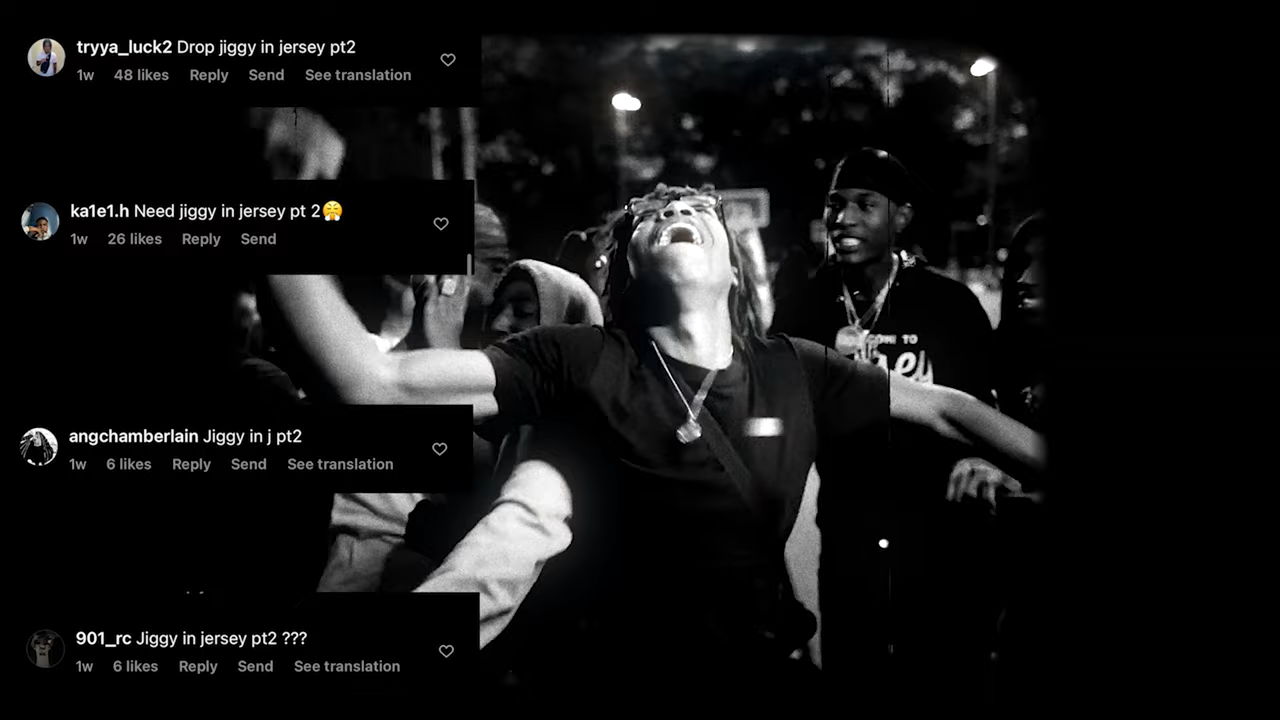 tryya_luck2 Drop jiggy in jersey pt2
1w 48 likes Reply Send See translation
ka1e1.h Need jiggy in jersey pt 2😤
1w 26 likes Reply Send
angchamberlain Jiggy in j pt2
1w 6 likes Reply Send See translation
901_rc Jiggy in jersey pt2 ???
1w 6 likes Reply Send See translation
TO